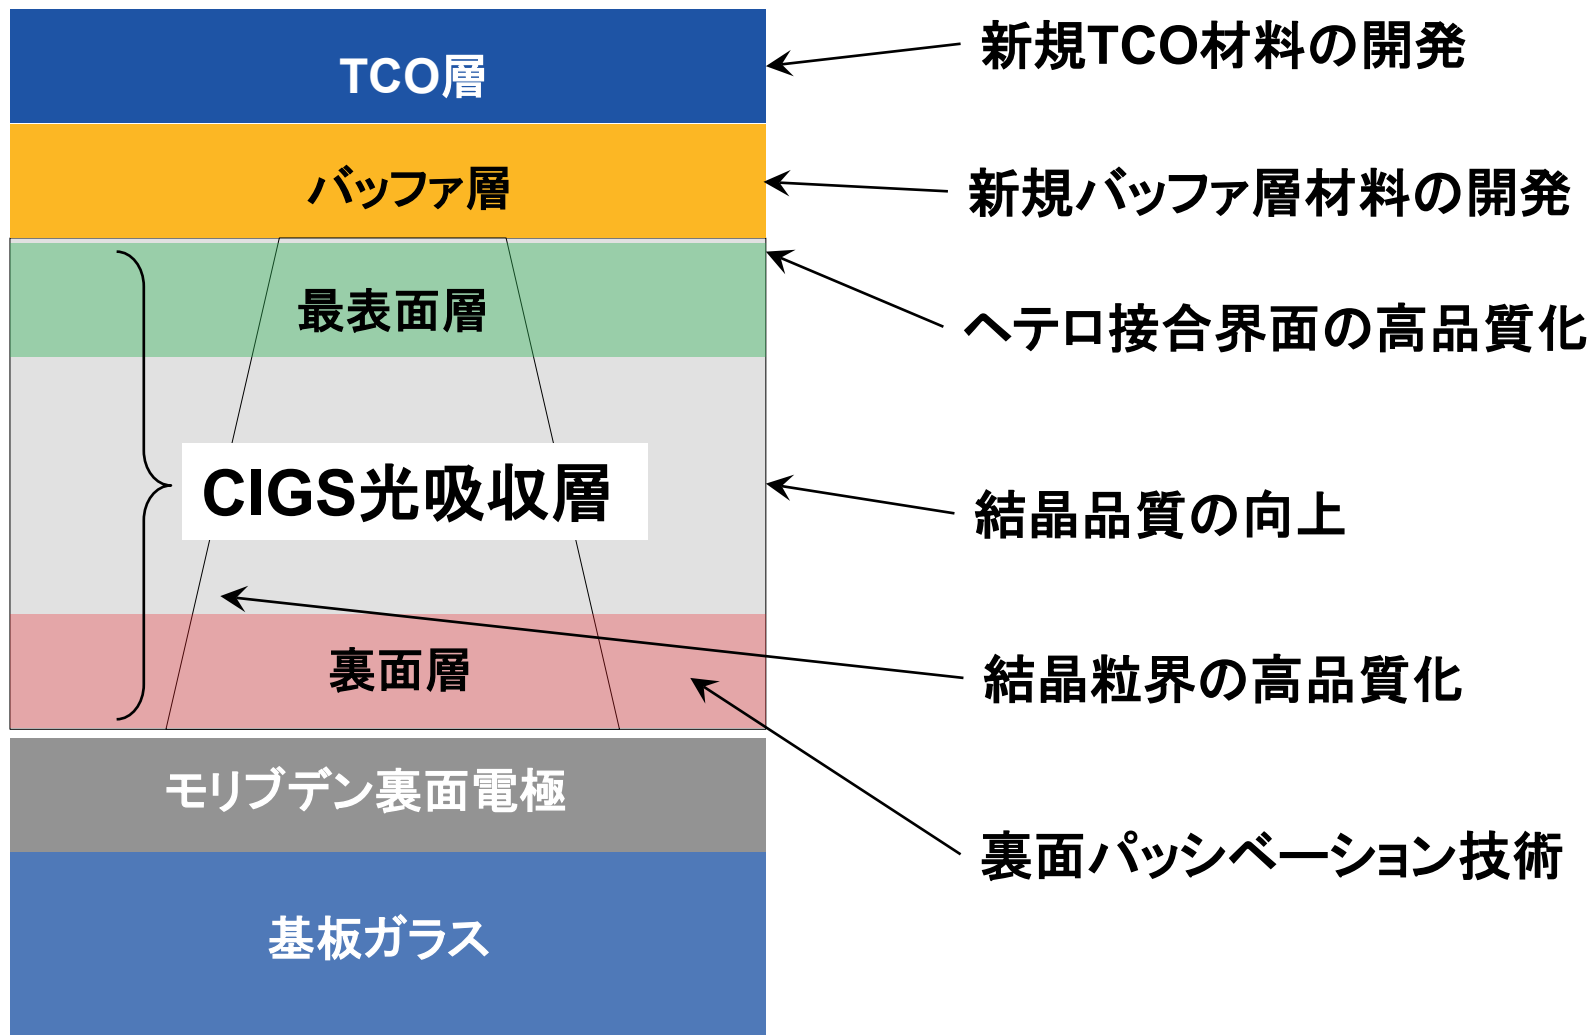 TCO層
新規TCO材料の開発
バッファ層
新規バッファ層材料の開発
最表面層
ヘテロ接合界面の高品質化
CIGS光吸収層
結晶品質の向上
裏面層
結晶粒界の高品質化
モリブデン裏面電極
裏面パッシベーション技術
基板ガラス